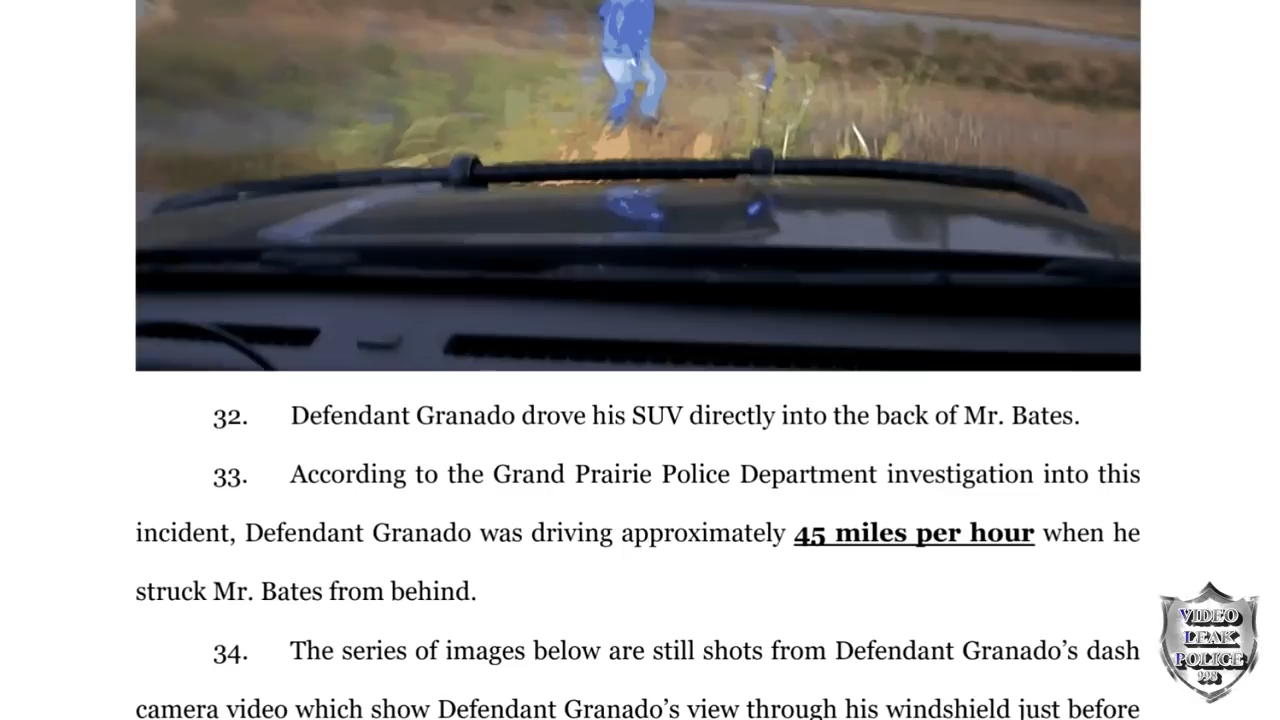 32. Defendant Granado drove his SUV directly into the back of Mr. Bates.
33. According to the Grand Prairie Police Department investigation into this
incident, Defendant Granado was driving approximately 45 miles per hour when he
struck Mr. Bates from behind.
34. The series of images below are still shots from Defendant Granado’s dash
camera video which show Defendant Granado’s view through his windshield just before
VIDEO
LEAK
POLICE
998